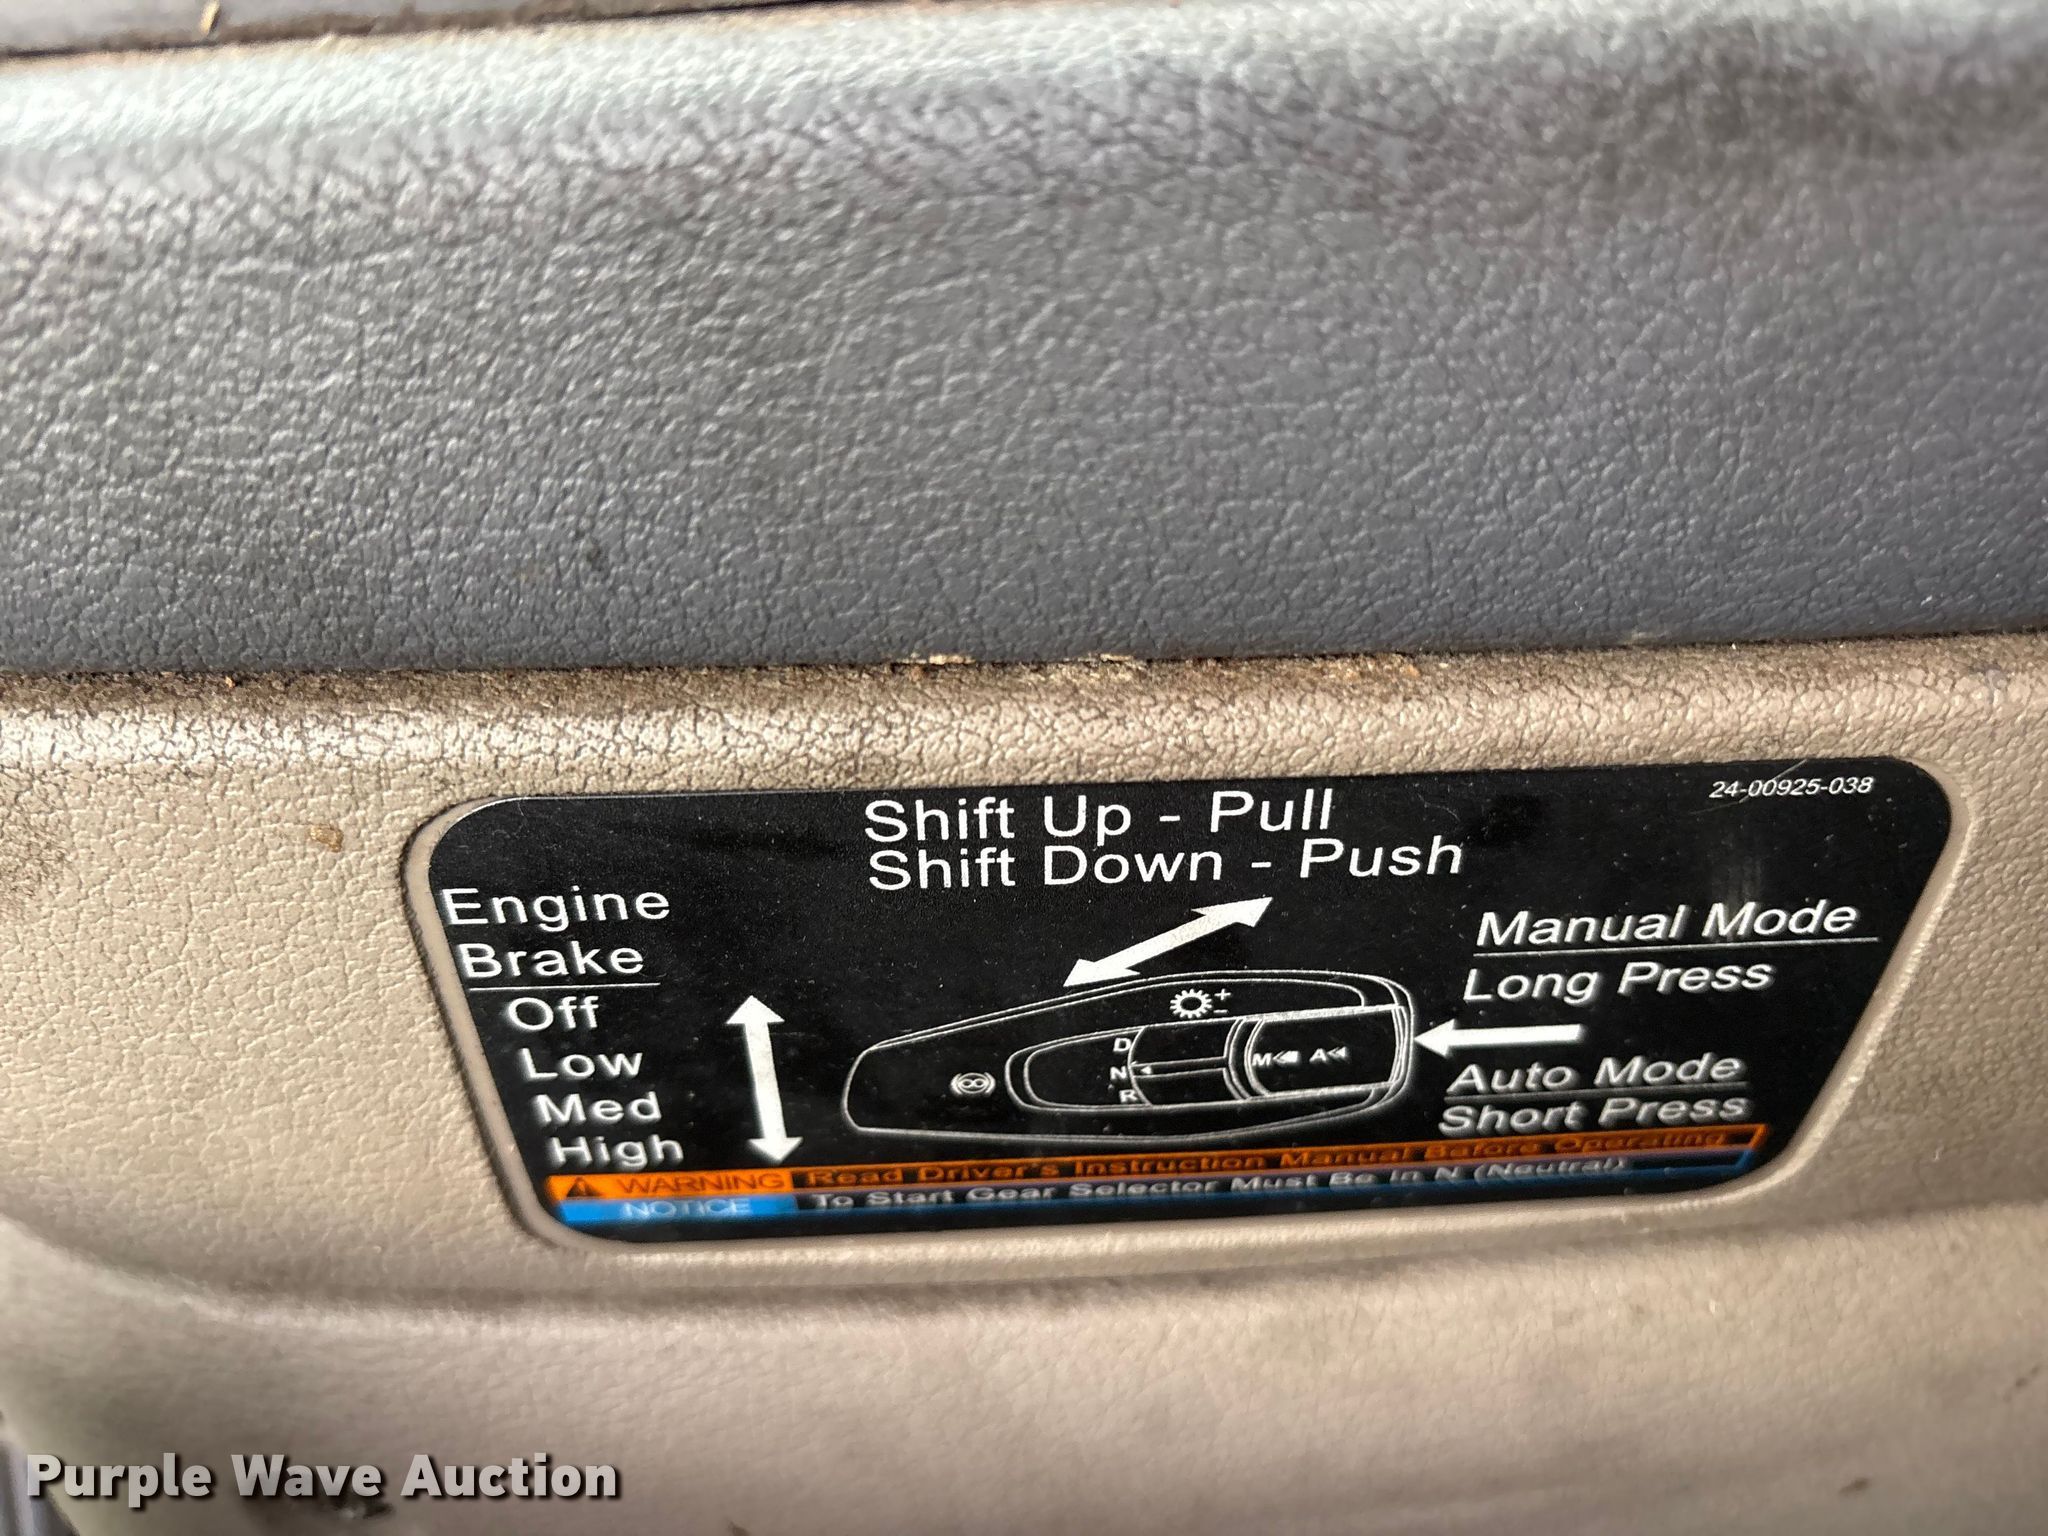 24-00925-038
Shift Up - Pull
Shift Down - Push
Engine
Brake
Off
Low
Med
High
Manual Mode
Long Press
Auto Mode
Short Press
+
-
D
N
R
M A
WARNING Read Driver's Instruction Manual Before Operating
NOTICE To Start Gear Selector Must Be in N (Neutral)
Purple Wave Auction